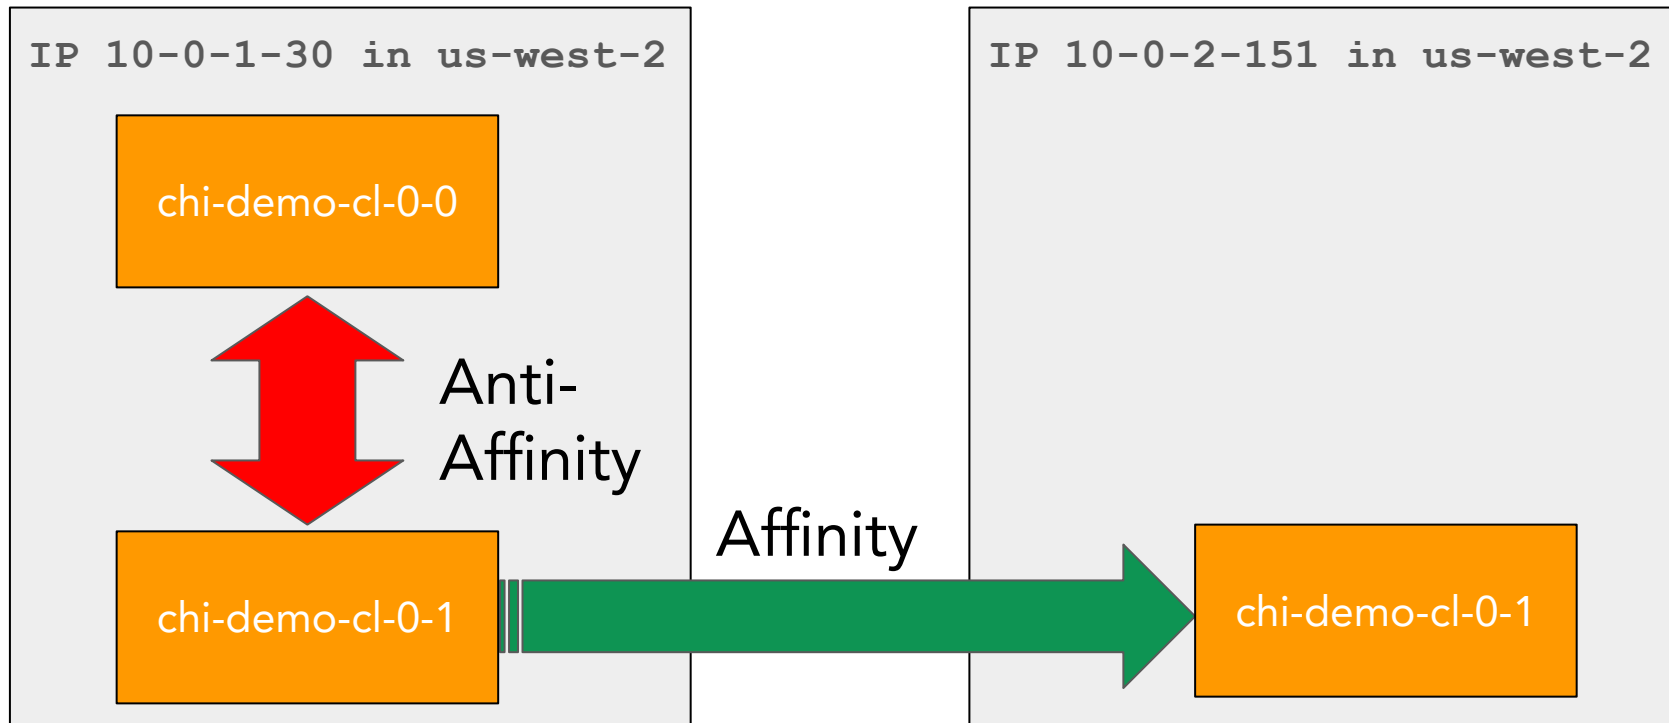 IP 10-0-1-30 in us-west-2
chi-demo-cl-0-0
Anti-
Affinity
chi-demo-cl-0-1
Affinity
IP 10-0-2-151 in us-west-2
chi-demo-cl-0-1